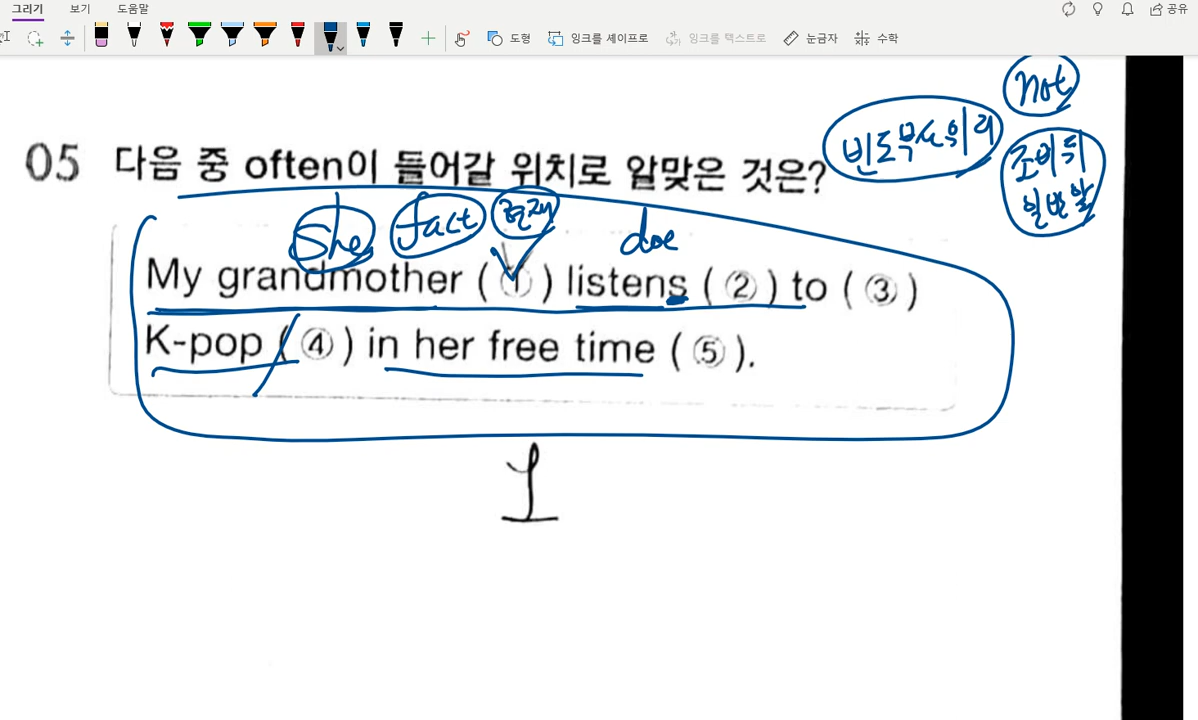 그리기 보기 도움말 공유
도형 잉크를 셰이프로 잉크를 텍스트로 눈금자 수학
not
빈도부사위치
조비뒤
일반앞
05 다음 중 often이 들어갈 위치로 알맞은 것은?
She fact 현재 doe
My grandmother ( ① ) listens ( ② ) to ( ③ )
K-pop ( ④ ) in her free time ( ⑤ ).
1